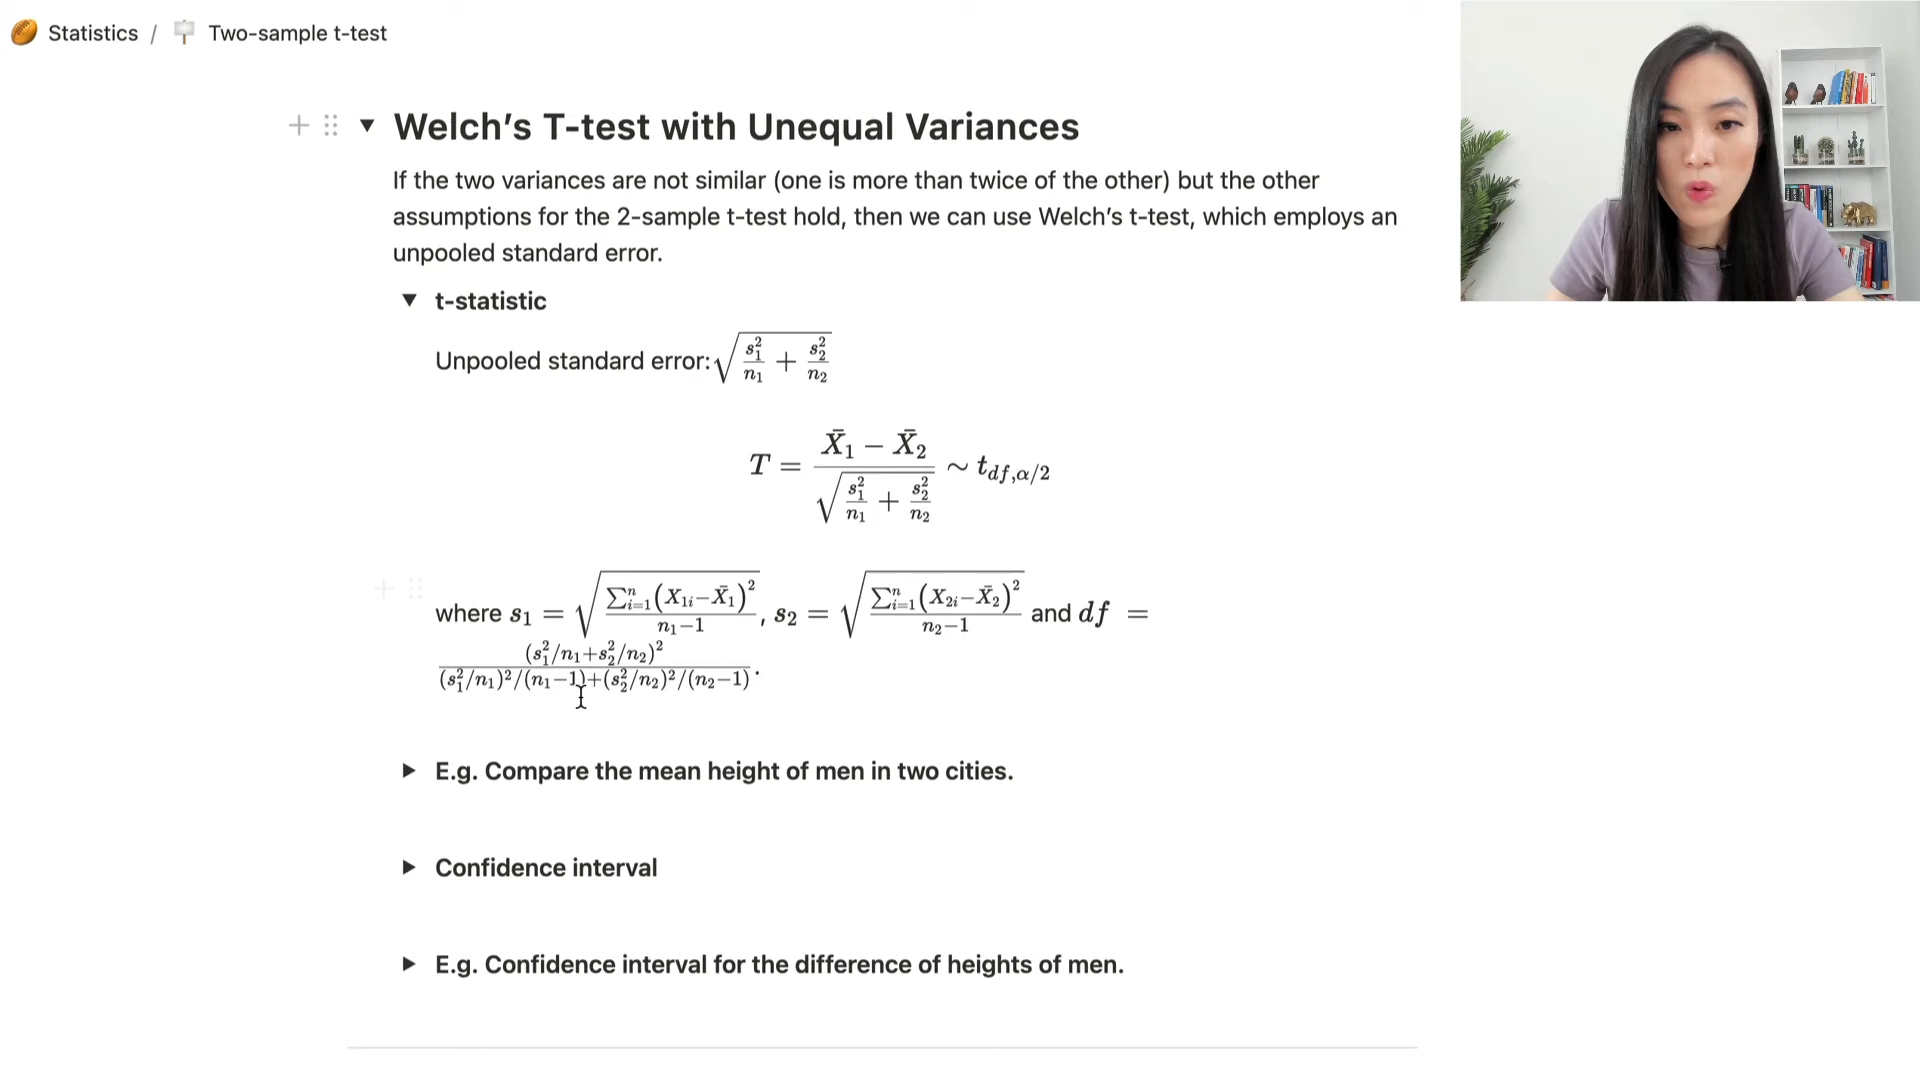 Statistics / Two-sample t-test
Welch’s T-test with Unequal Variances
If the two variances are not similar (one is more than twice of the other) but the other
assumptions for the 2-sample t-test hold, then we can use Welch’s t-test, which employs an
unpooled standard error.
t-statistic
Unpooled standard error: √(s₁²/n₁ + s₂²/n₂)
T = (X̄₁ − X̄₂) / √(s₁²/n₁ + s₂²/n₂) ∼ t_{df,α/2}
where s₁ = √(∑ⁿᵢ₌₁(X₁ᵢ−X̄₁)² / (n₁−1)), s₂ = √(∑ⁿᵢ₌₁(X₂ᵢ−X̄₂)² / (n₂−1)) and df =
(s₁²/n₁+s₂²/n₂)² / ((s₁²/n₁)²/(n₁−1)+(s₂²/n₂)²/(n₂−1)).
E.g. Compare the mean height of men in two cities.
Confidence interval
E.g. Confidence interval for the difference of heights of men.